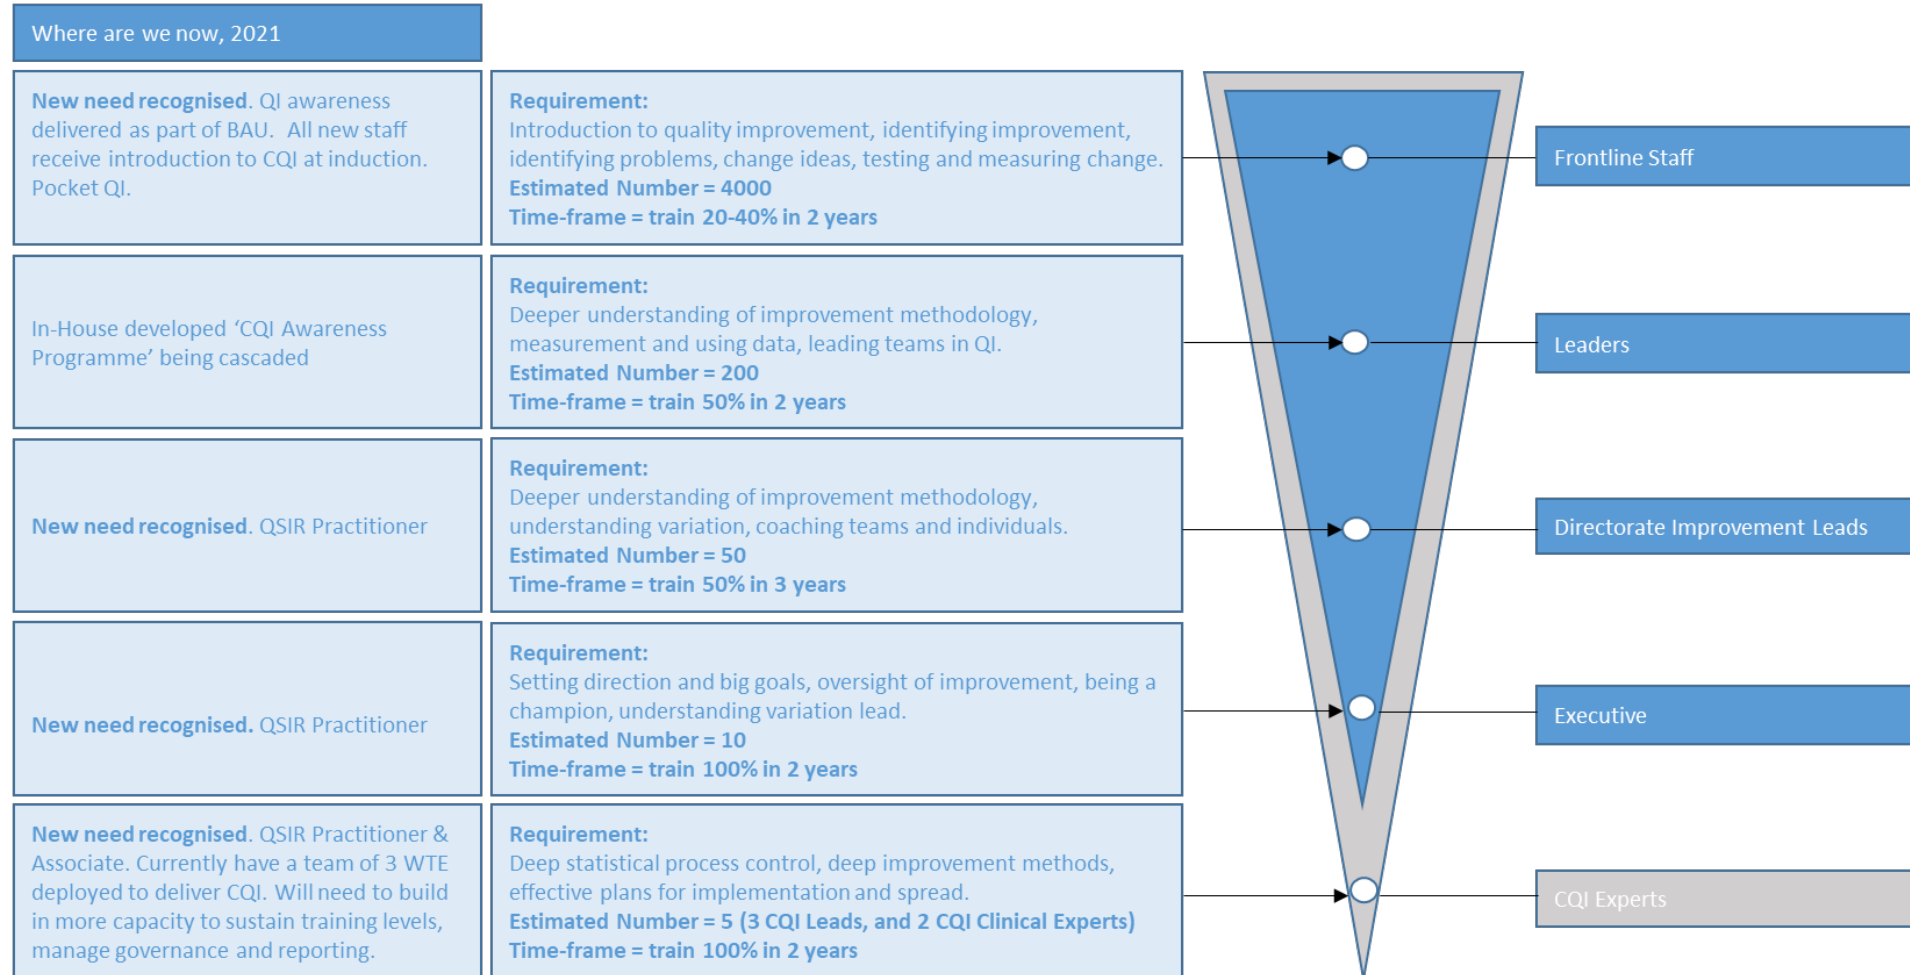 Where are we now, 2021
New need recognised. QI awareness
delivered as part of BAU.  All new staff
receive introduction to CQI at induction.
Pocket QI.
Requirement:
Introduction to quality improvement, identifying improvement,
identifying problems, change ideas, testing and measuring change.
Estimated Number = 4000
Time-frame = train 20-40% in 2 years
Frontline Staff
In-House developed ‘CQI Awareness
Programme’ being cascaded
Requirement:
Deeper understanding of improvement methodology,
measurement and using data, leading teams in QI.
Estimated Number = 200
Time-frame = train 50% in 2 years
Leaders
New need recognised. QSIR Practitioner
Requirement:
Deeper understanding of improvement methodology,
understanding variation, coaching teams and individuals.
Estimated Number = 50
Time-frame = train 50% in 3 years
Directorate Improvement Leads
New need recognised. QSIR Practitioner
Requirement:
Setting direction and big goals, oversight of improvement, being a
champion, understanding variation lead.
Estimated Number = 10
Time-frame = train 100% in 2 years
Executive
New need recognised. QSIR Practitioner &
Associate. Currently have a team of 3 WTE
deployed to deliver CQI. Will need to build
in more capacity to sustain training levels,
manage governance and reporting.
Requirement:
Deep statistical process control, deep improvement methods,
effective plans for implementation and spread.
Estimated Number = 5 (3 CQI Leads, and 2 CQI Clinical Experts)
Time-frame = train 100% in 2 years
CQI Experts